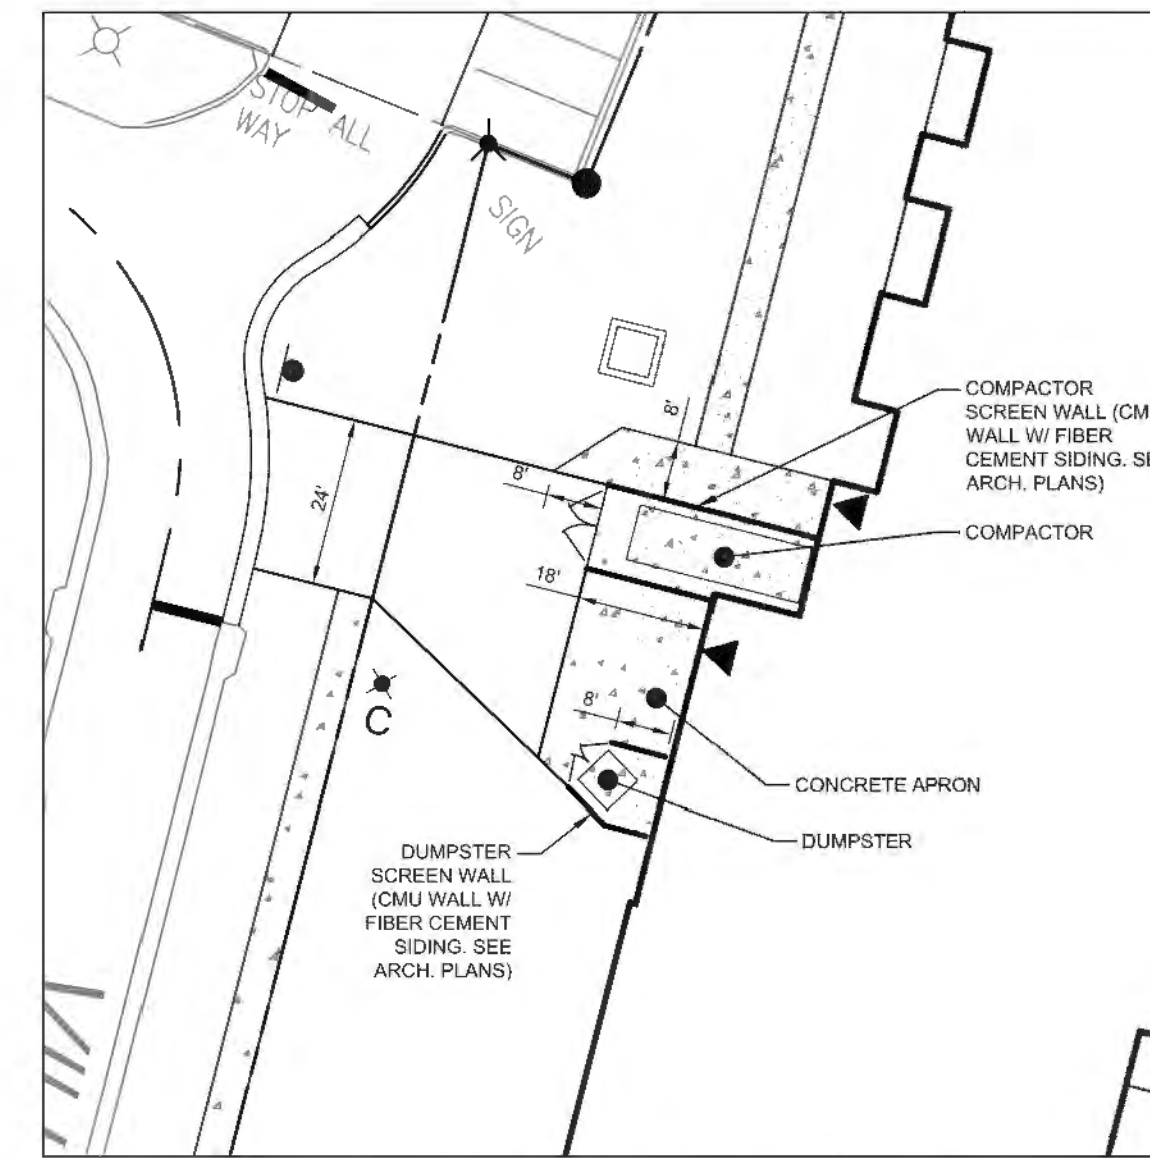 STOP ALL
WAY
SIGN
COMPACTOR
SCREEN WALL (CM
WALL W/ FIBER
CEMENT SIDING. SE
ARCH. PLANS)
8'
8'
24'
COMPACTOR
18'
8'
C
CONCRETE APRON
DUMPSTER
DUMPSTER
SCREEN WALL
(CMU WALL W/
FIBER CEMENT
SIDING. SEE
ARCH. PLANS)